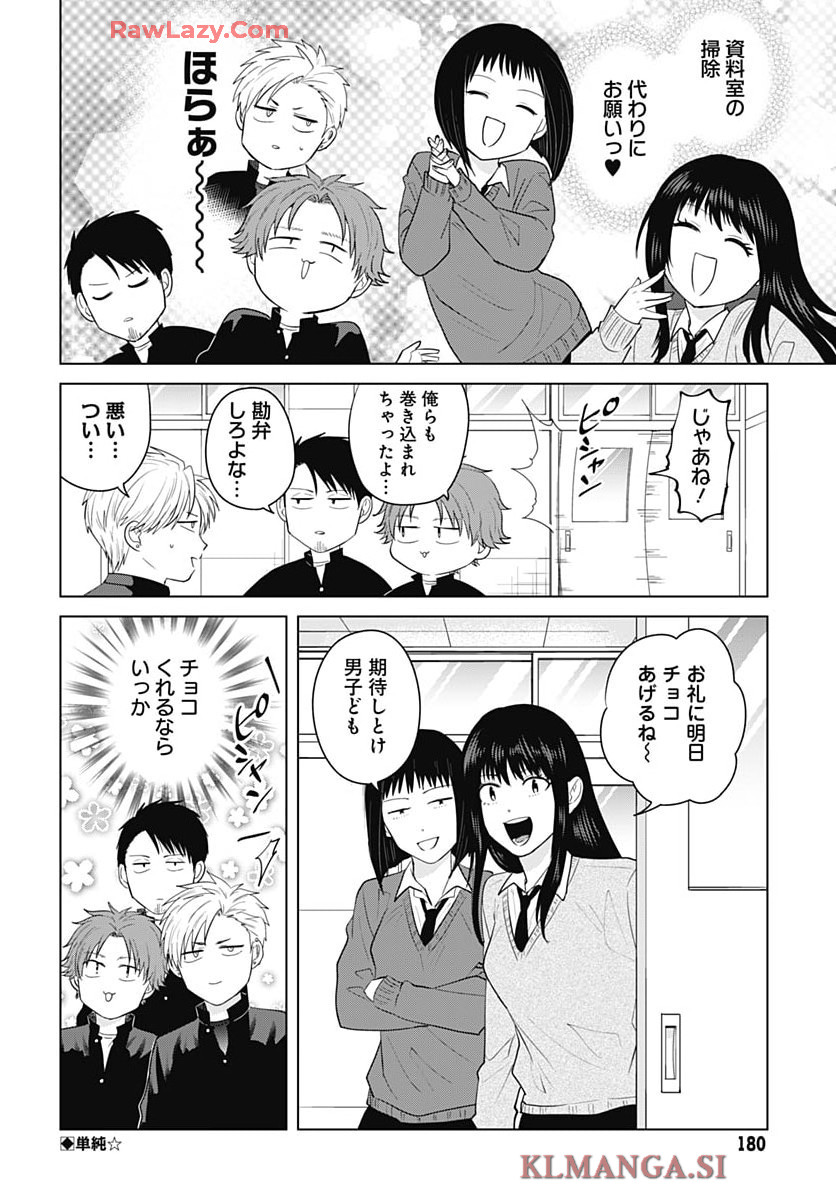 RawLazy.Com
資料室の
掃除
代わりに
お願いっ♥
ほらぁ〜〜〜〜
じゃあね!
ピシャン
俺らも
巻き込まれ
ちゃったよ…
勘弁
しろよな…
悪い…
つい…
お礼に明日
チョコ
あげるね〜
期待しとけ
男子ども
ピシャン
チョコ
くれるなら
いっか
◆単純☆
180
KLMANGA.SI